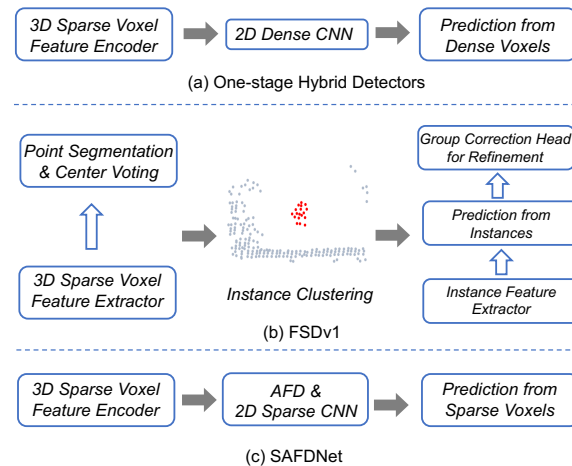 3D Sparse Voxel
Feature Encoder
2D Dense CNN
Prediction from
Dense Voxels
(a) One-stage Hybrid Detectors
Point Segmentation
& Center Voting
3D Sparse Voxel
Feature Extractor
Instance Clustering
Group Correction Head
for Refinement
Prediction from
Instances
Instance Feature
Extractor
(b) FSDv1
3D Sparse Voxel
Feature Encoder
AFD &
2D Sparse CNN
Prediction from
Sparse Voxels
(c) SAFDNet